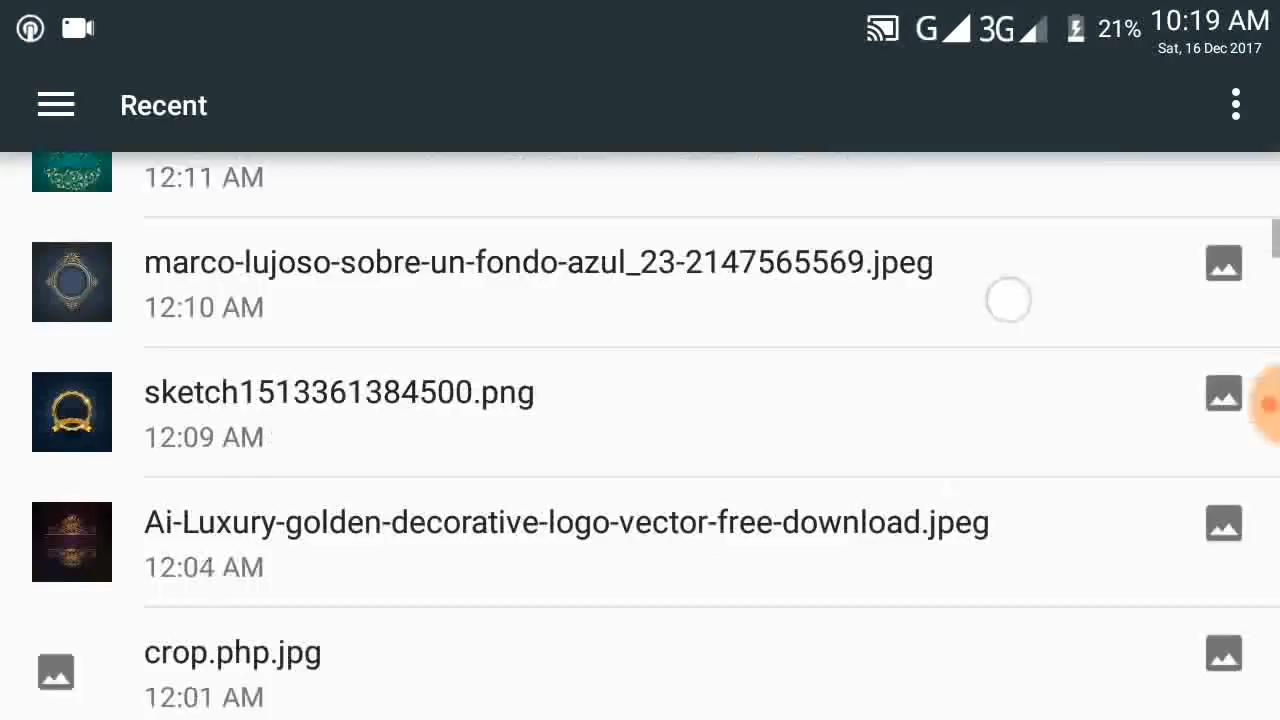 G 3G 21% 10:19 AM
Sat, 16 Dec 2017
Recent
12:11 AM
marco-lujoso-sobre-un-fondo-azul_23-2147565569.jpeg
12:10 AM
sketch1513361384500.png
12:09 AM
Ai-Luxury-golden-decorative-logo-vector-free-download.jpeg
12:04 AM
crop.php.jpg
12:01 AM